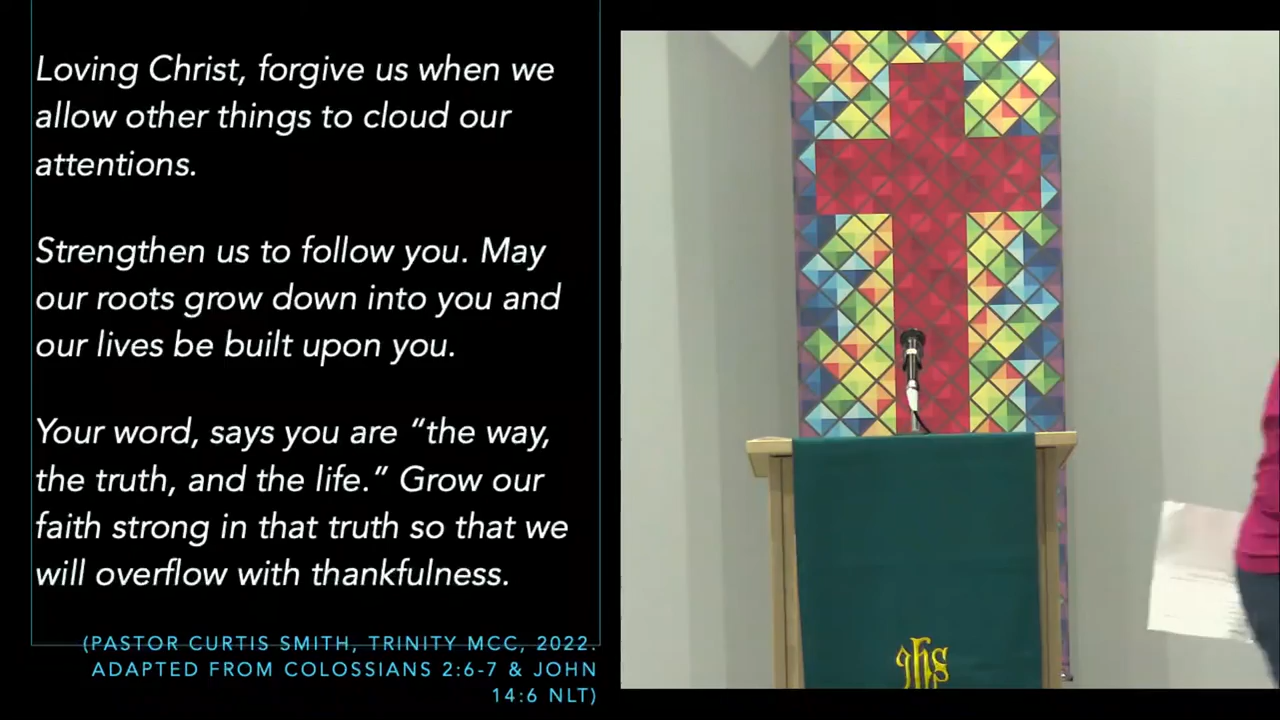 Loving Christ, forgive us when we
allow other things to cloud our
attentions.
Strengthen us to follow you. May
our roots grow down into you and
our lives be built upon you.
Your word, says you are “the way,
the truth, and the life.” Grow our
faith strong in that truth so that we
will overflow with thankfulness.
(PASTOR CURTIS SMITH, TRINITY MCC, 2022.
ADAPTED FROM COLOSSIANS 2:6-7 & JOHN
14:6 NLT)
ihs